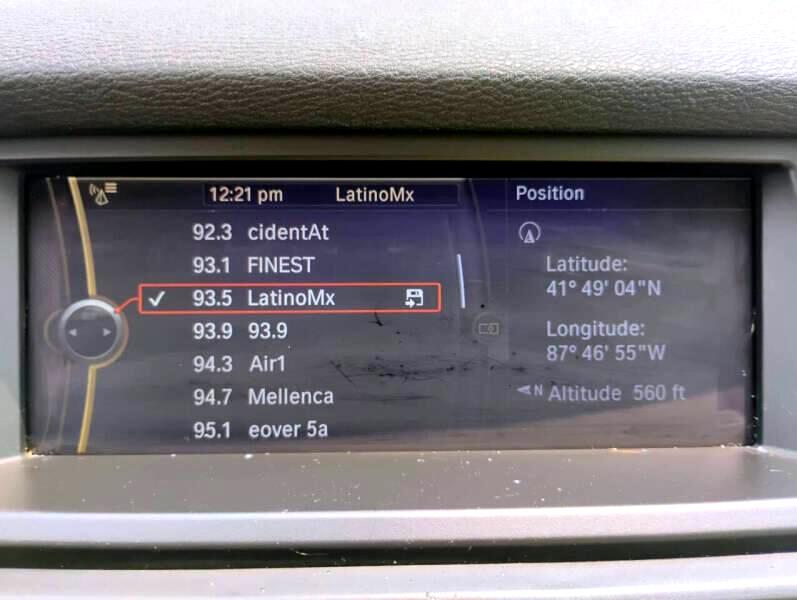 12:21 pm LatinoMx
92.3 cidentAt
93.1 FINEST
93.5 LatinoMx
93.9 93.9
94.3 Air1
94.7 Mellenca
95.1 eover 5a
Position
Latitude:
41° 49' 04"N
Longitude:
87° 46' 55"W
N Altitude 560 ft